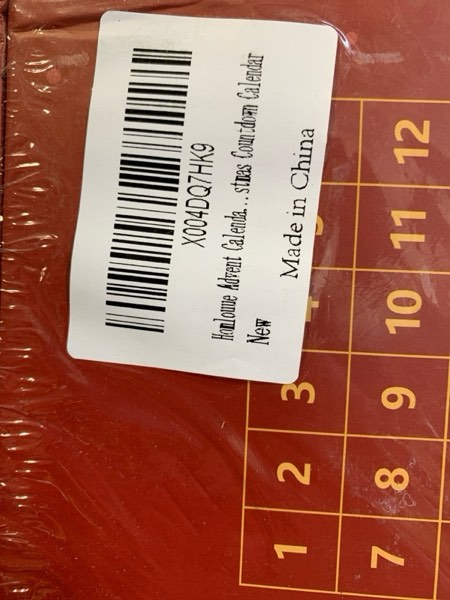 X004DQ7HK9
Homlouue Advent Calenda...stmas Countdown Calendar
New
Made in China
1 2 3
7 8 9 10 11 12